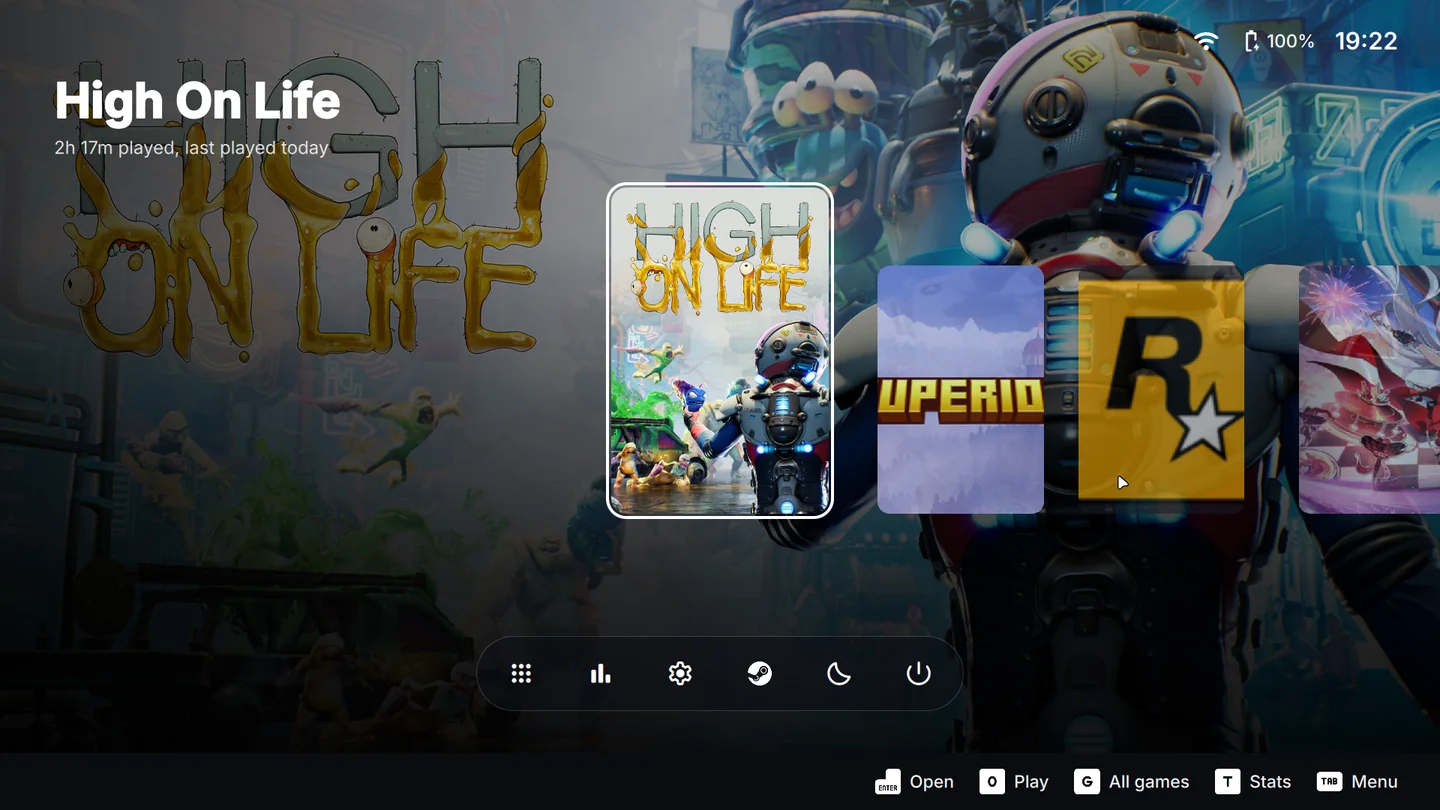 100%
19:22
High On Life
2h 17m played, last played today
HIGH
ON LIFE
HIGH
ON LIFE
UPERIO
R
ENTER Open
O Play
G All games
T Stats
TAB Menu